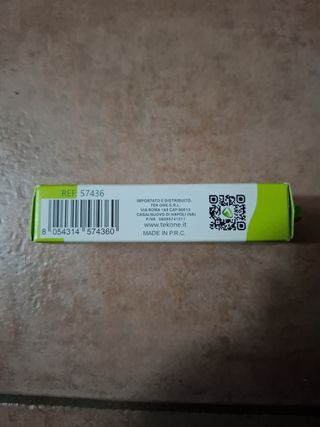 REF: 57436
8 054314 574360
IMPORTATO E DISTRIBUITO.
TEK ONE S.R.L.
VIA ROMA 149 CAP 80013
CASALNUOVO DI NAPOLI (NA)
P.IVA
www.tekone.it
MADE IN P.R.C.